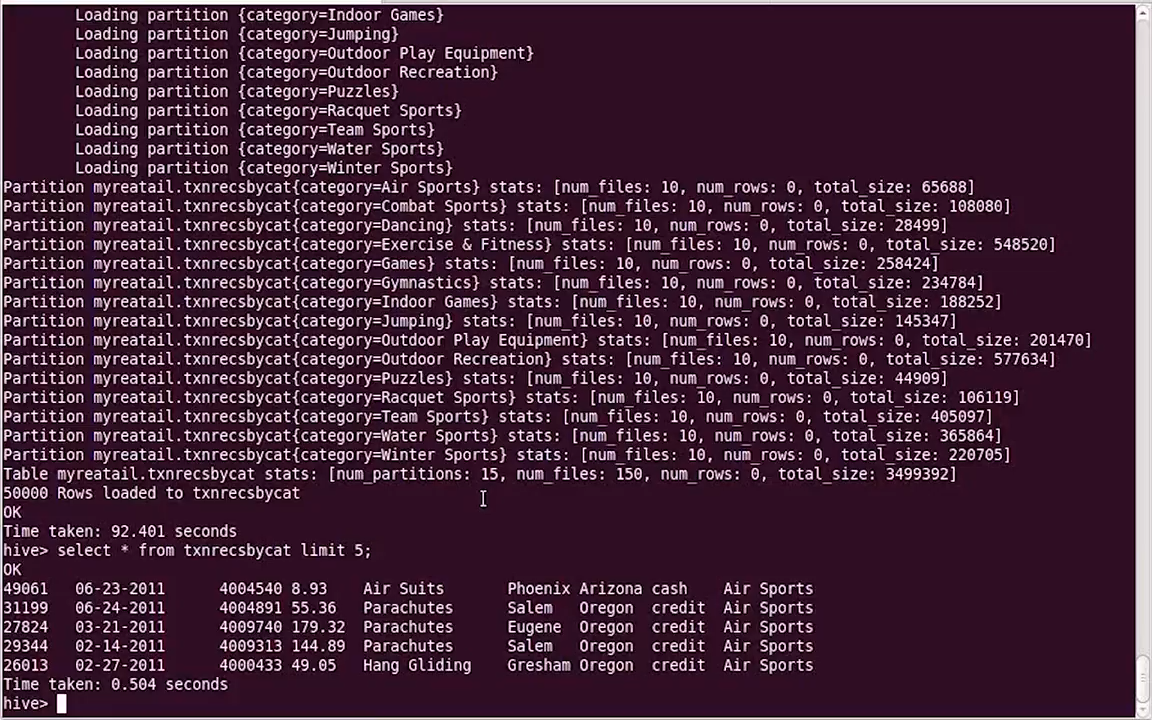 Loading partition {category=Indoor Games}
Loading partition {category=Jumping}
Loading partition {category=Outdoor Play Equipment}
Loading partition {category=Outdoor Recreation}
Loading partition {category=Puzzles}
Loading partition {category=Racquet Sports}
Loading partition {category=Team Sports}
Loading partition {category=Water Sports}
Loading partition {category=Winter Sports}
Partition myreatail.txnrecsbycat{category=Air Sports} stats: [num_files: 10, num_rows: 0, total_size: 65688]
Partition myreatail.txnrecsbycat{category=Combat Sports} stats: [num_files: 10, num_rows: 0, total_size: 108080]
Partition myreatail.txnrecsbycat{category=Dancing} stats: [num_files: 10, num_rows: 0, total_size: 28499]
Partition myreatail.txnrecsbycat{category=Exercise & Fitness} stats: [num_files: 10, num_rows: 0, total_size: 548520]
Partition myreatail.txnrecsbycat{category=Games} stats: [num_files: 10, num_rows: 0, total_size: 258424]
Partition myreatail.txnrecsbycat{category=Gymnastics} stats: [num_files: 10, num_rows: 0, total_size: 234784]
Partition myreatail.txnrecsbycat{category=Indoor Games} stats: [num_files: 10, num_rows: 0, total_size: 188252]
Partition myreatail.txnrecsbycat{category=Jumping} stats: [num_files: 10, num_rows: 0, total_size: 145347]
Partition myreatail.txnrecsbycat{category=Outdoor Play Equipment} stats: [num_files: 10, num_rows: 0, total_size: 201470]
Partition myreatail.txnrecsbycat{category=Outdoor Recreation} stats: [num_files: 10, num_rows: 0, total_size: 577634]
Partition myreatail.txnrecsbycat{category=Puzzles} stats: [num_files: 10, num_rows: 0, total_size: 44909]
Partition myreatail.txnrecsbycat{category=Racquet Sports} stats: [num_files: 10, num_rows: 0, total_size: 106119]
Partition myreatail.txnrecsbycat{category=Team Sports} stats: [num_files: 10, num_rows: 0, total_size: 405097]
Partition myreatail.txnrecsbycat{category=Water Sports} stats: [num_files: 10, num_rows: 0, total_size: 365864]
Partition myreatail.txnrecsbycat{category=Winter Sports} stats: [num_files: 10, num_rows: 0, total_size: 220705]
Table myreatail.txnrecsbycat stats: [num_partitions: 15, num_files: 150, num_rows: 0, total_size: 3499392]
50000 Rows loaded to txnrecsbycat
OK
Time taken: 92.401 seconds
hive> select * from txnrecsbycat limit 5;
OK
49061 06-23-2011 4004540 8.93 Air Suits Phoenix Arizona cash Air Sports
31199 06-24-2011 4004891 55.36 Parachutes Salem Oregon credit Air Sports
27824 03-21-2011 4009740 179.32 Parachutes Eugene Oregon credit Air Sports
29344 02-14-2011 4009313 144.89 Parachutes Salem Oregon credit Air Sports
26013 02-27-2011 4000433 49.05 Hang Gliding Gresham Oregon credit Air Sports
Time taken: 0.504 seconds
hive>